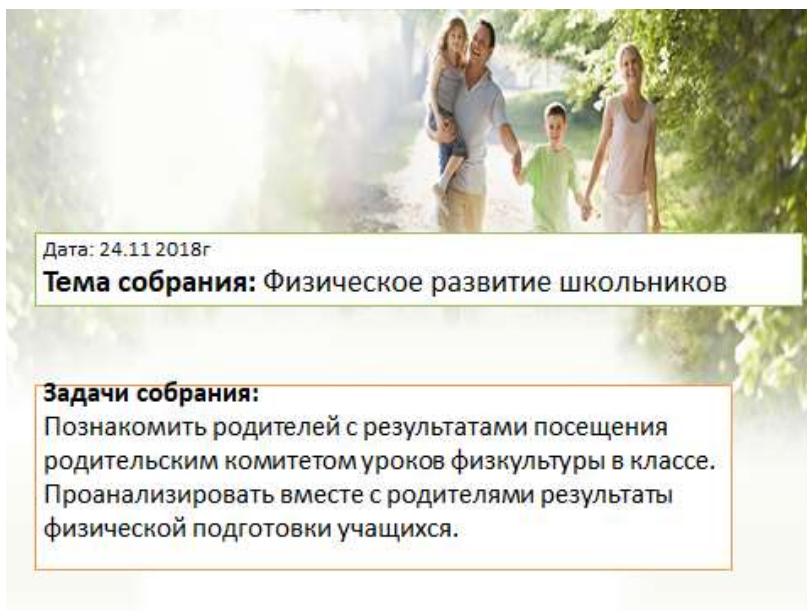 Дата: 24.11 2018г
Тема собрания: Физическое развитие школьников
Задачи собрания:
Познакомить родителей с результатами посещения
родительским комитетом уроков физкультуры в классе.
Проанализировать вместе с родителями результаты
физической подготовки учащихся.